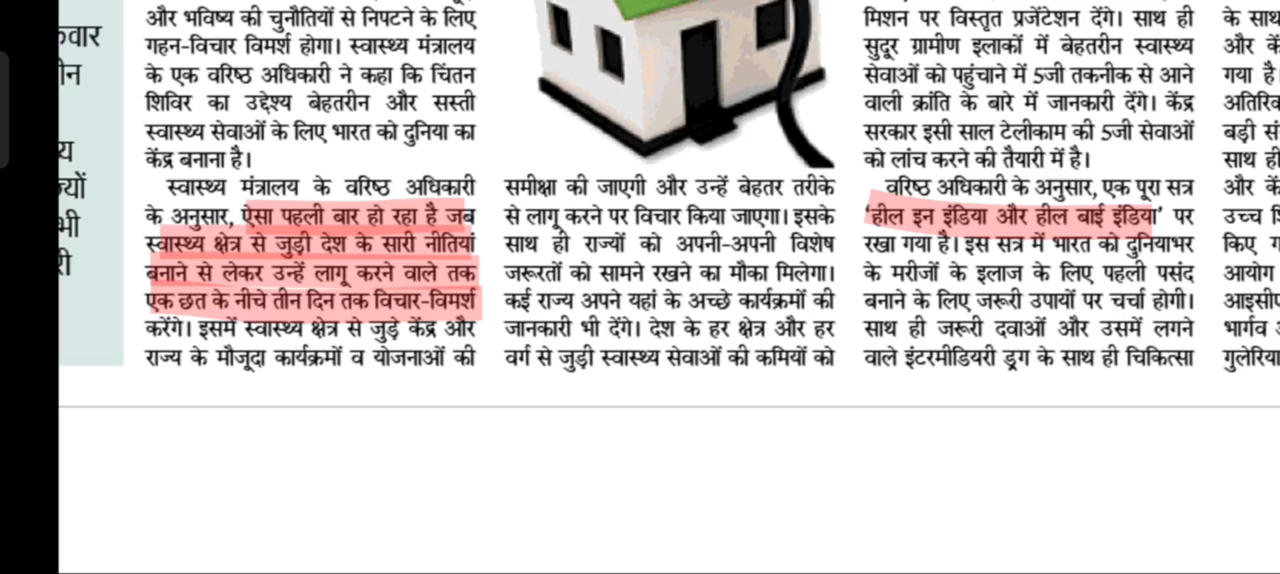 और भविष्य की चुनौतियों से निपटने के लिए
गहन-विचार विमर्श होगा। स्वास्थ्य मंत्रालय
के एक वरिष्ठ अधिकारी ने कहा कि चिंतन
शिविर का उद्देश्य बेहतरीन और सस्ती
स्वास्थ्य सेवाओं के लिए भारत को दुनिया का
केंद्र बनाना है।
स्वास्थ्य मंत्रालय के वरिष्ठ अधिकारी
के अनुसार, ऐसा पहली बार हो रहा है जब
स्वास्थ्य क्षेत्र से जुड़ी देश के सारी नीतियां
बनाने से लेकर उन्हें लागू करने वाले तक
एक छत के नीचे तीन दिन तक विचार-विमर्श
करेंगे। इसमें स्वास्थ्य क्षेत्र से जुड़े केंद्र और
राज्य के मौजूदा कार्यक्रमों व योजनाओं की
समीक्षा की जाएगी और उन्हें बेहतर तरीके
से लागू करने पर विचार किया जाएगा। इसके
साथ ही राज्यों को अपनी-अपनी विशेष
जरूरतों को सामने रखने का मौका मिलेगा।
कई राज्य अपने यहां के अच्छे कार्यक्रमों की
जानकारी भी देंगे। देश के हर क्षेत्र और हर
वर्ग से जुड़ी स्वास्थ्य सेवाओं की कमियों को
मिशन पर विस्तृत प्रजेंटेशन देंगे। साथ ही
सुदूर ग्रामीण इलाकों में बेहतरीन स्वास्थ्य
सेवाओं को पहुंचाने में 5जी तकनीक से आने
वाली क्रांति के बारे में जानकारी देंगे। केंद्र
सरकार इसी साल टेलीकाम की 5जी सेवाओं
को लांच करने की तैयारी में है।
वरिष्ठ अधिकारी के अनुसार, एक पूरा सत्र
'हील इन इंडिया और हील बाई इंडिया' पर
रखा गया है। इस सत्र में भारत को दुनियाभर
के मरीजों के इलाज के लिए पहली पसंद
बनाने के लिए जरूरी उपायों पर चर्चा होगी।
साथ ही जरूरी दवाओं और उसमें लगने
वाले इंटरमीडियरी ड्रग के साथ ही चिकित्सा
के साथ
और कें
गया है।
अतिरि
बड़ी सं
साथ ही
और कें
उच्च शि
किए ग
आयोग
आइसीए
भार्गव
गुलेरिया